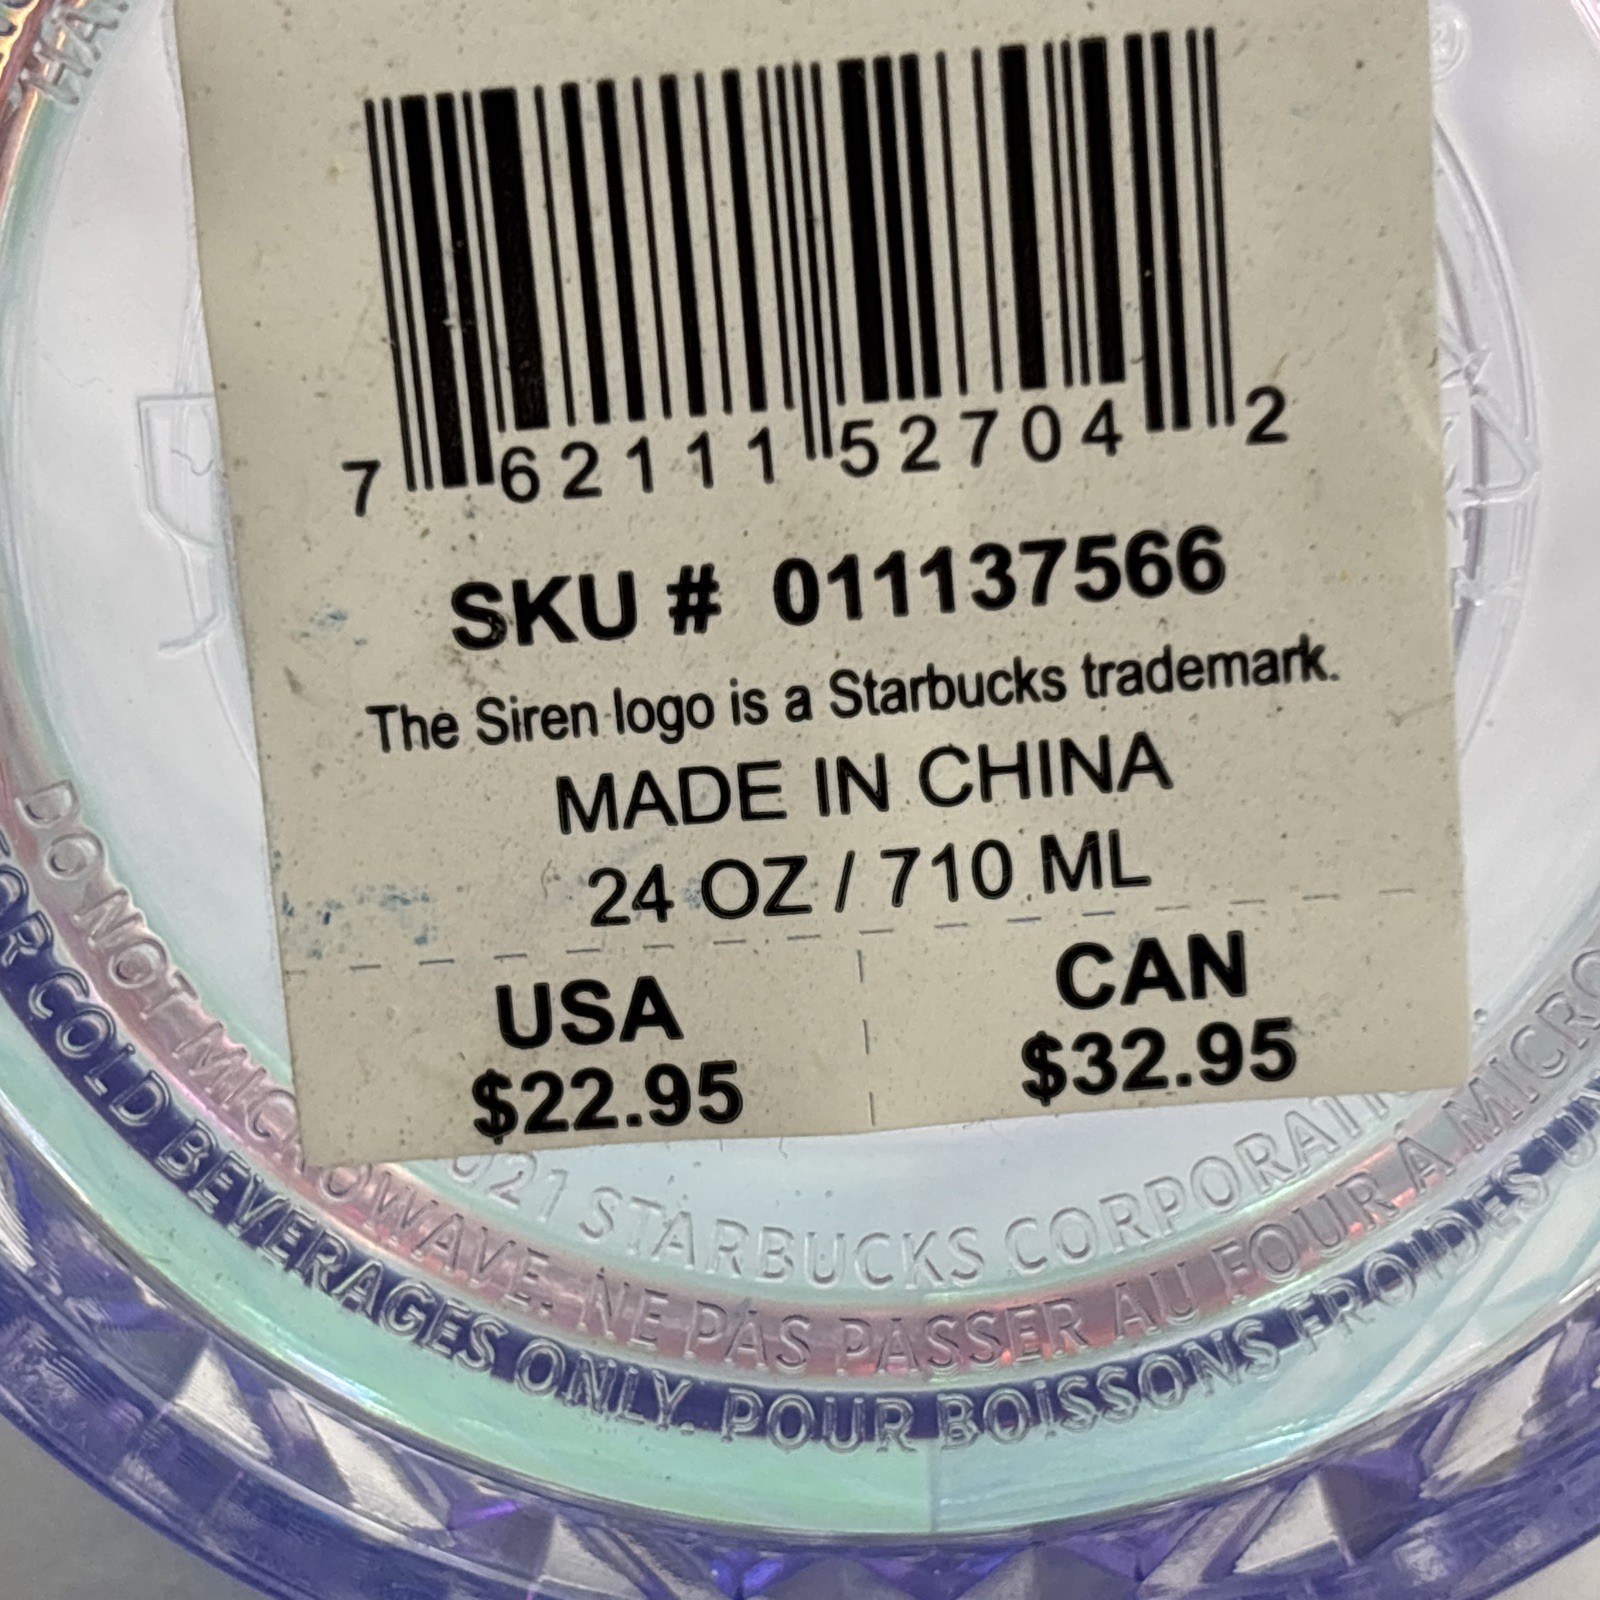 7 62111 52704 2
SKU # 011137566
The Siren logo is a Starbucks trademark.
MADE IN CHINA
24 OZ / 710 ML
USA
$22.95
CAN
$32.95
STARBUCKS
DO NOT MICROWAVE. NE PAS PASSER AU FOUR A
COLD BEVERAGES ONLY. POUR BOISSONS FROIDES